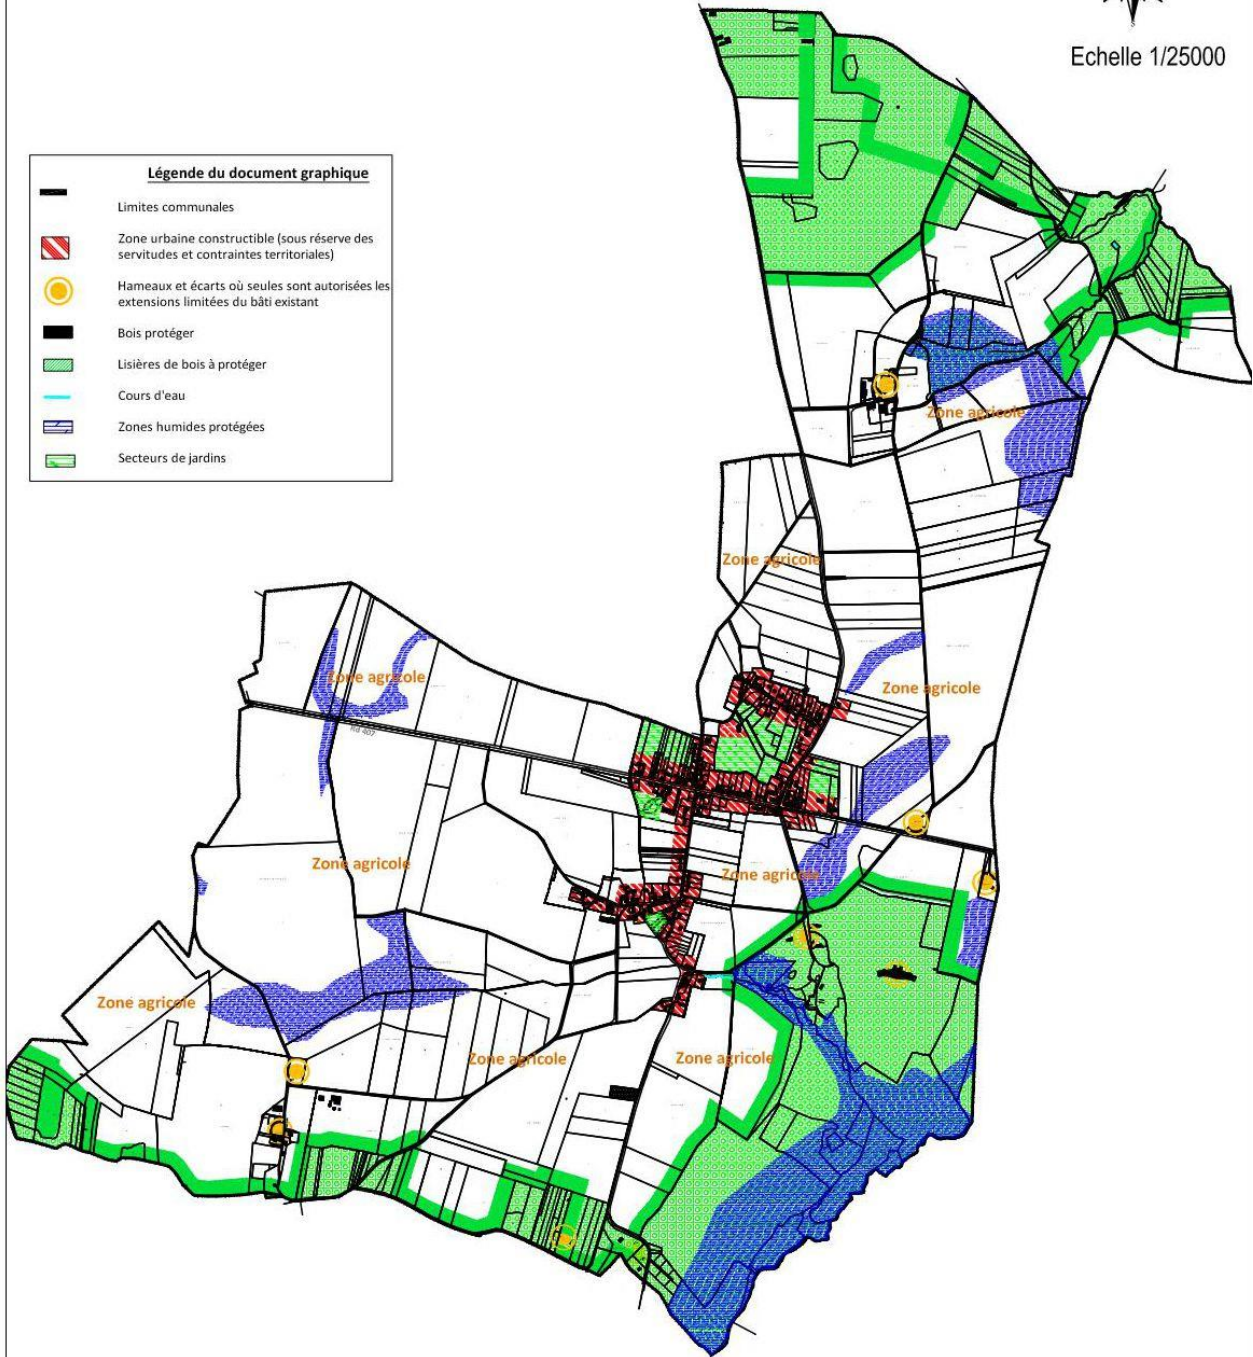 S
Echelle 1/25000
Légende du document graphique
Limites communales
Zone urbaine constructible (sous réserve des
servitudes et contraintes territoriales)
Hameaux et écarts où seules sont autorisées les
extensions limitées du bâti existant
Bois protéger
Lisières de bois à protéger
Cours d'eau
Zones humides protégées
Secteurs de jardins
Zone agricole
Zone agricole
Zone agricole
Zone agricole
Rd 407
Zone agricole
Zone agricole
Zone agricole
Zone agricole
Zone agricole